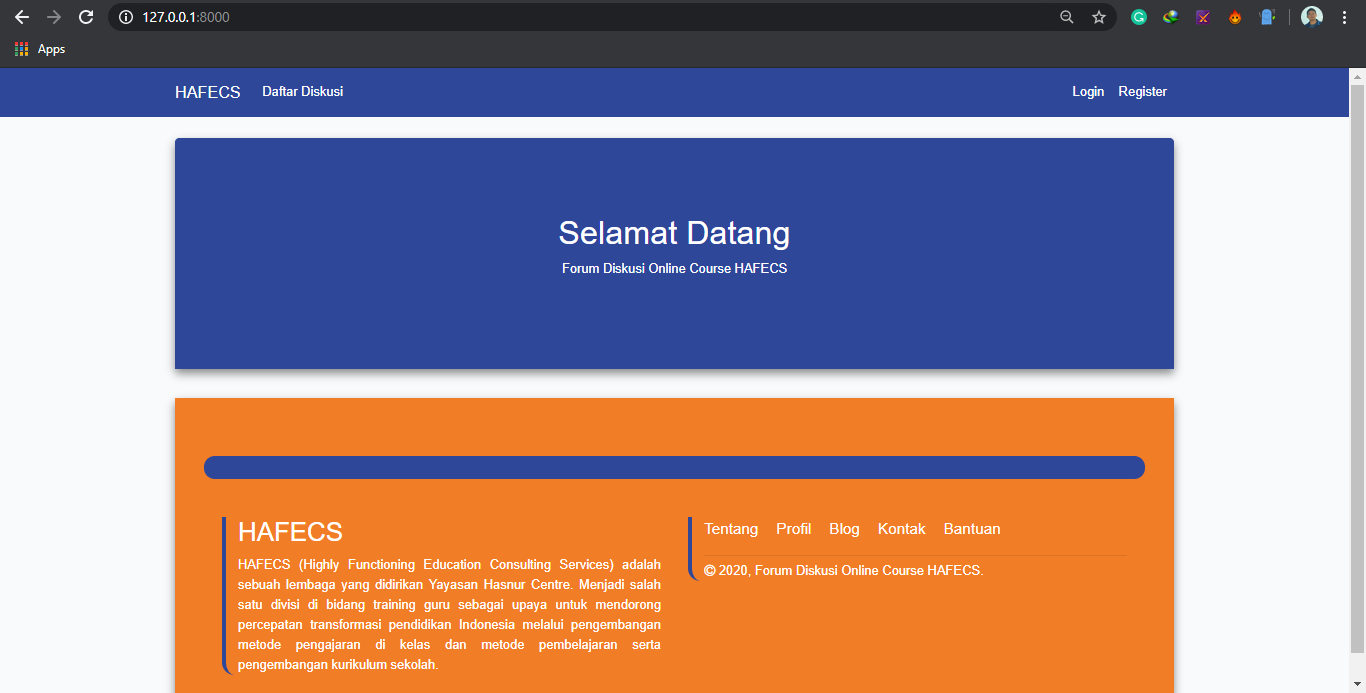 127.0.0.1:8000
Apps
HAFECS Daftar Diskusi Login Register
Selamat Datang
Forum Diskusi Online Course HAFECS
HAFECS
HAFECS (Highly Functioning Education Consulting Services) adalah
sebuah lembaga yang didirikan Yayasan Hasnur Centre. Menjadi salah
satu divisi di bidang training guru sebagai upaya untuk mendorong
percepatan transformasi pendidikan Indonesia melalui pengembangan
metode pengajaran di kelas dan metode pembelajaran serta
pengembangan kurikulum sekolah.
Tentang Profil Blog Kontak Bantuan
© 2020, Forum Diskusi Online Course HAFECS.